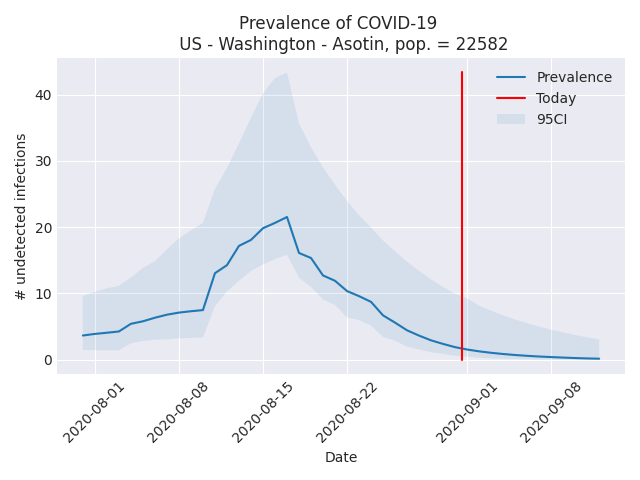 Prevalence of COVID-19
US - Washington - Asotin, pop. = 22582
Prevalence
Today
95CI
# undetected infections
40
30
20
10
0
2020-08-01
2020-08-08
2020-08-15
2020-08-22
2020-09-01
2020-09-08
Date